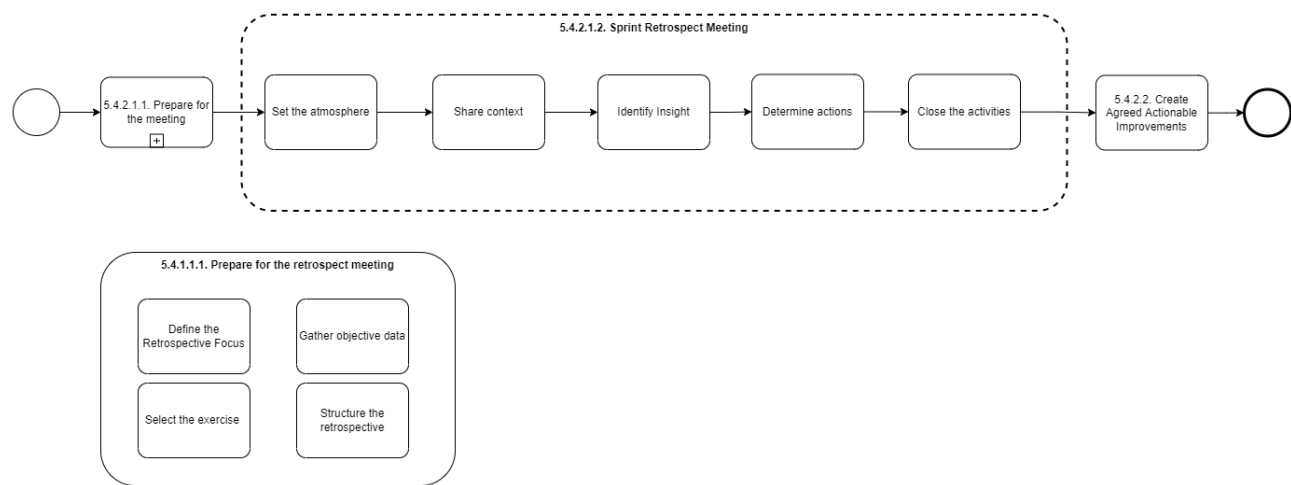 5.4.2.1.2. Sprint Retrospect Meeting
5.4.2.1.1. Prepare for
the meeting
Set the atmosphere
Share context
Identify Insight
Determine actions
Close the activities
5.4.2.2. Create
Agreed Actionable
Improvements
5.4.1.1.1. Prepare for the retrospect meeting
Define the
Retrospective Focus
Gather objective data
Select the exercise
Structure the
retrospective